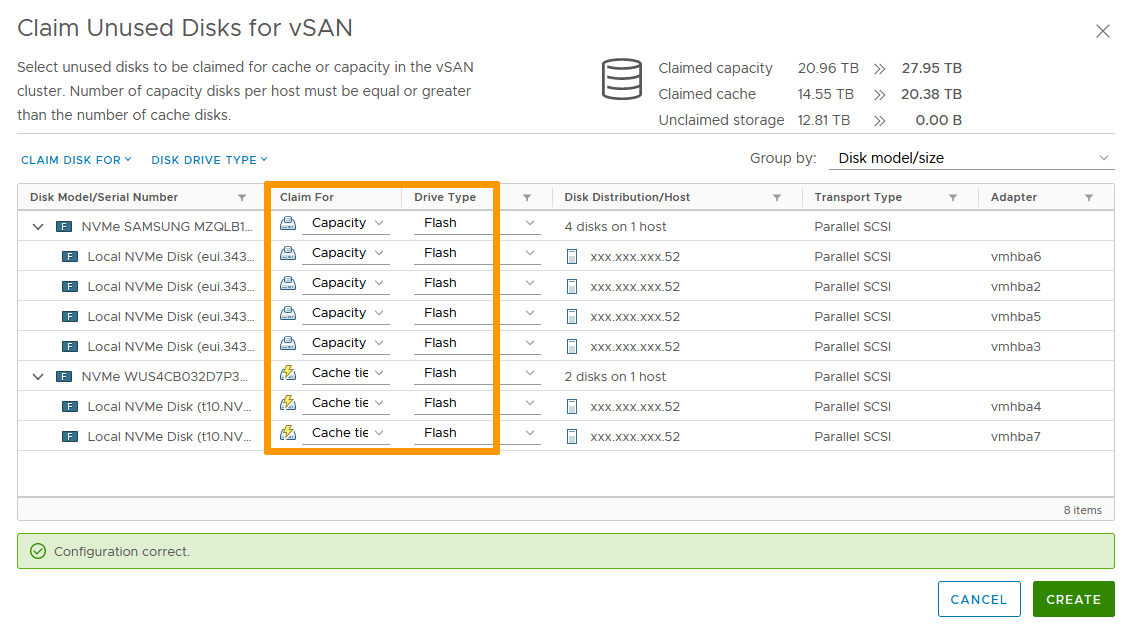 Claim Unused Disks for vSAN
Select unused disks to be claimed for cache or capacity in the vSAN
cluster. Number of capacity disks per host must be equal or greater
than the number of cache disks.
Claimed capacity 20.96 TB >> 27.95 TB
Claimed cache 14.55 TB >> 20.38 TB
Unclaimed storage 12.81 TB >> 0.00 B
CLAIM DISK FOR DISK DRIVE TYPE Group by: Disk model/size
Disk Model/Serial Number Claim For Drive Type Disk Distribution/Host Transport Type Adapter
F NVMe SAMSUNG MZQLB1... Capacity Flash 4 disks on 1 host Parallel SCSI
F Local NVMe Disk (eui.343... Capacity Flash xxx.xxx.xxx.52 Parallel SCSI vmhba6
F Local NVMe Disk (eui.343... Capacity Flash xxx.xxx.xxx.52 Parallel SCSI vmhba2
F Local NVMe Disk (eui.343... Capacity Flash xxx.xxx.xxx.52 Parallel SCSI vmhba5
F Local NVMe Disk (eui.343... Capacity Flash xxx.xxx.xxx.52 Parallel SCSI vmhba3
F NVMe WUS4CB032D7P3... Cache tie Flash 2 disks on 1 host Parallel SCSI
F Local NVMe Disk (t10.NV... Cache tie Flash xxx.xxx.xxx.52 Parallel SCSI vmhba4
F Local NVMe Disk (t10.NV... Cache tie Flash xxx.xxx.xxx.52 Parallel SCSI vmhba7
8 items
Configuration correct.
CANCEL CREATE